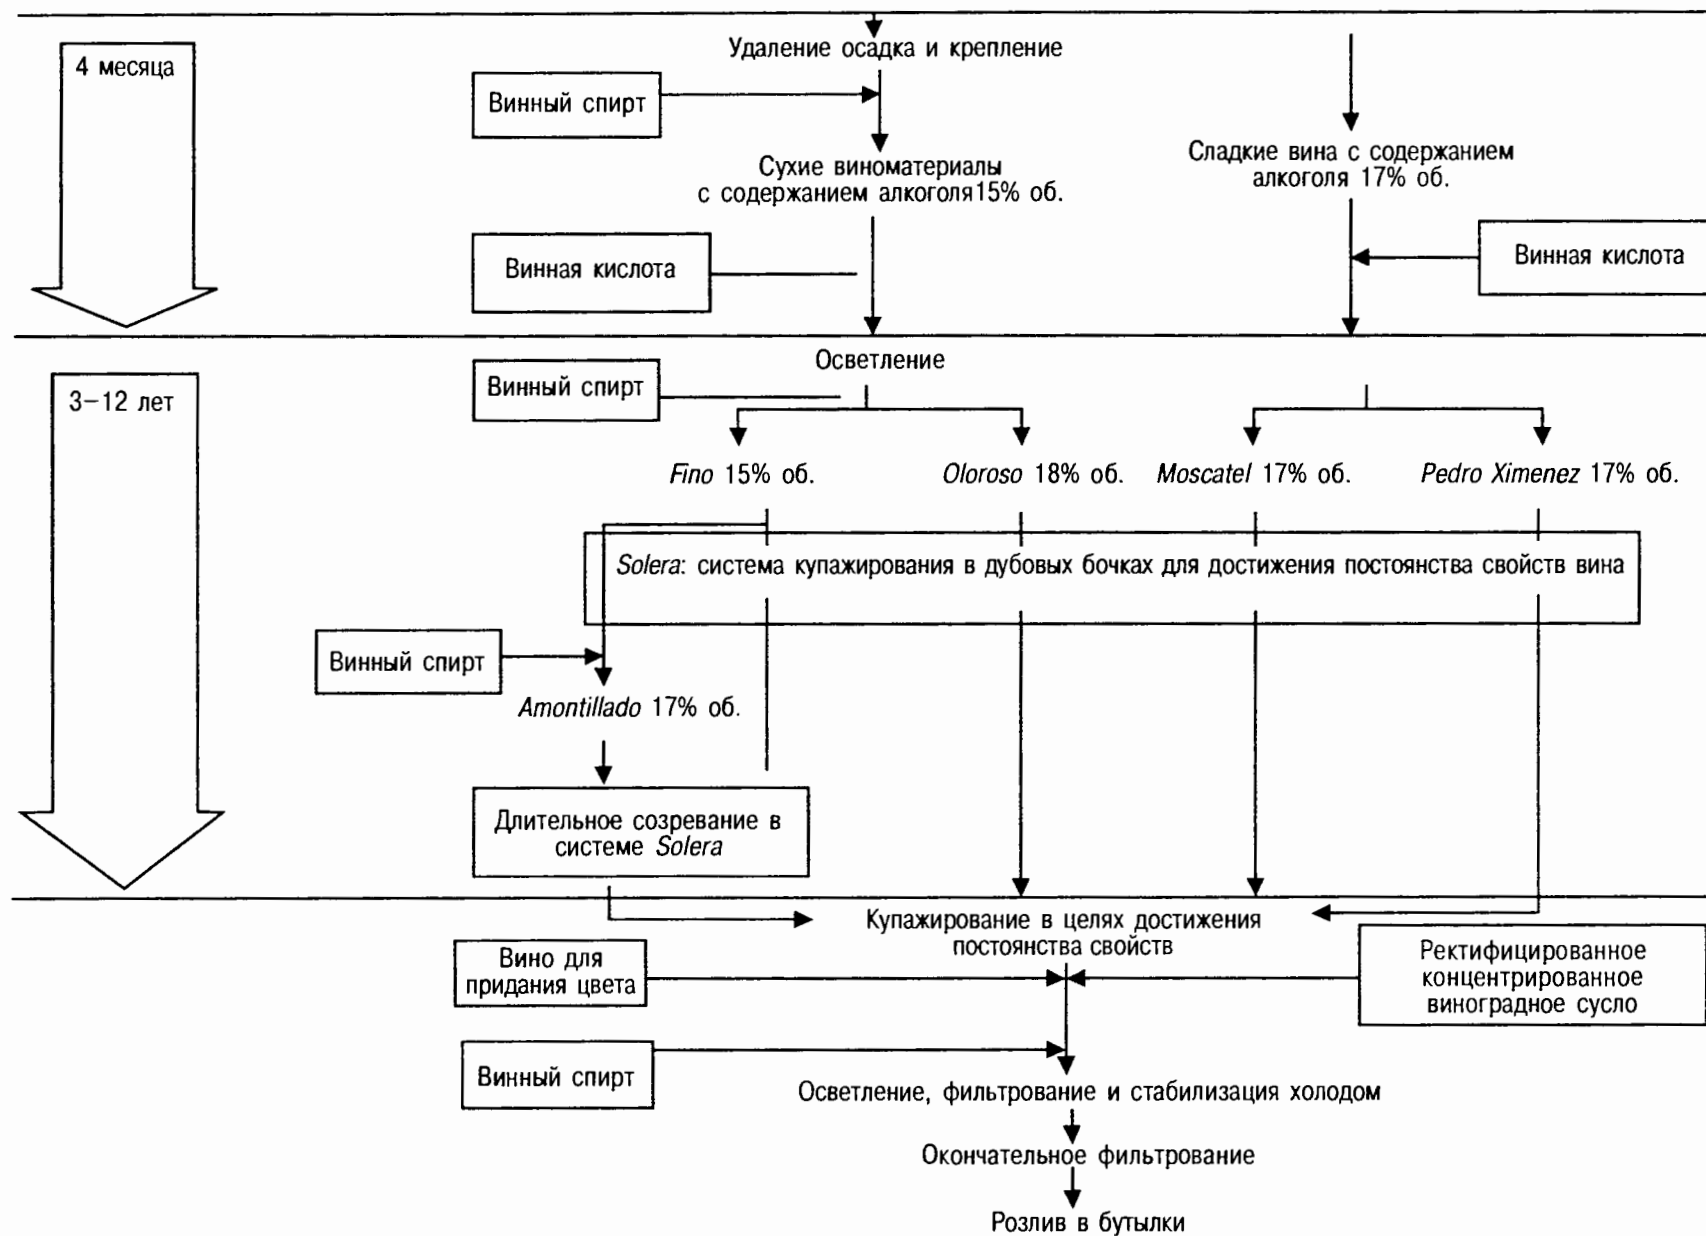 Удаление осадка и крепление
4 месяца
Винный спирт
Сухие виноматериалы
с содержанием алкоголя15% об.
Сладкие вина с содержанием
алкоголя 17% об.
Винная кислота
Винная кислота
Осветление
3–12 лет
Винный спирт
Fino 15% об.
Oloroso 18% об.
Moscatel 17% об.
Pedro Ximenez 17% об.
Solera: система купажирования в дубовых бочках для достижения постоянства свойств вина
Винный спирт
Amontillado 17% об.
Длительное созревание в
системе Solera
Купажирование в целях достижения
постоянства свойств
Вино для
придания цвета
Ректифицированное
концентрированное
виноградное сусло
Винный спирт
Осветление, фильтрование и стабилизация холодом
Окончательное фильтрование
Розлив в бутылки